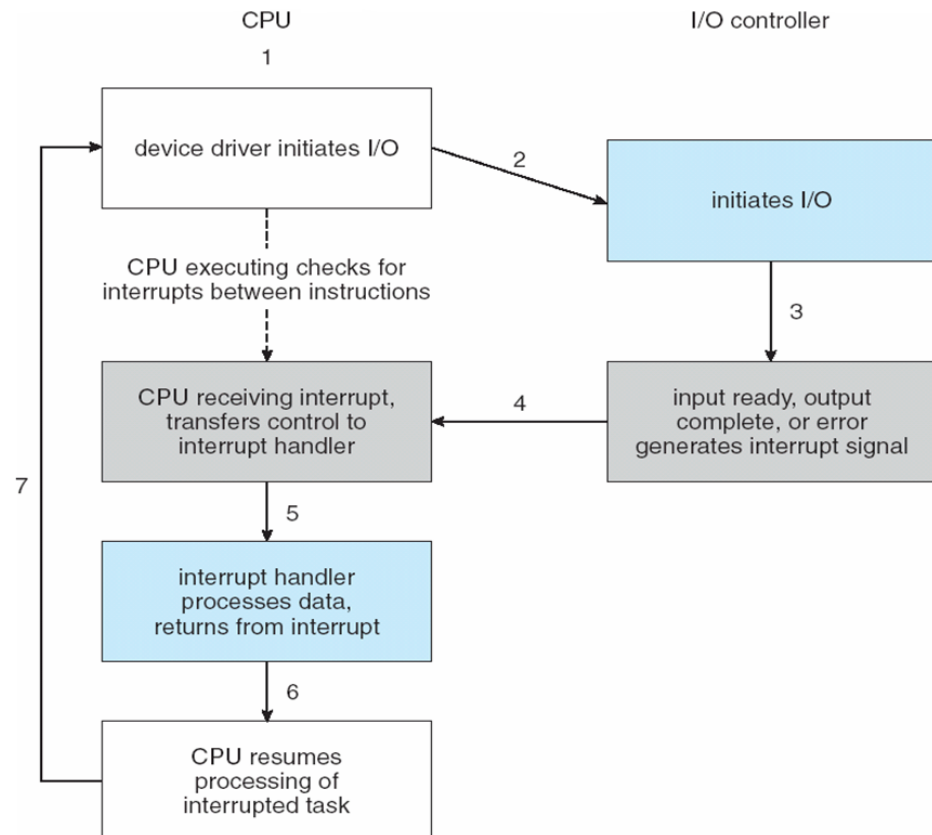 CPU
I/O controller
1
device driver initiates I/O
2
initiates I/O
CPU executing checks for
interrupts between instructions
3
CPU receiving interrupt,
transfers control to
interrupt handler
4
input ready, output
complete, or error
generates interrupt signal
7
5
interrupt handler
processes data,
returns from interrupt
6
CPU resumes
processing of
interrupted task